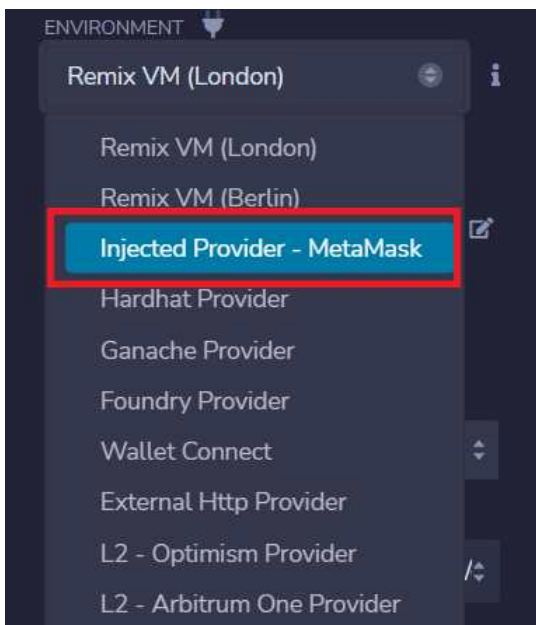 ENVIRONMENT
Remix VM (London)
Remix VM (London)
Remix VM (Berlin)
Injected Provider - MetaMask
Hardhat Provider
Ganache Provider
Foundry Provider
Wallet Connect
External Http Provider
L2 - Optimism Provider
L2 - Arbitrum One Provider